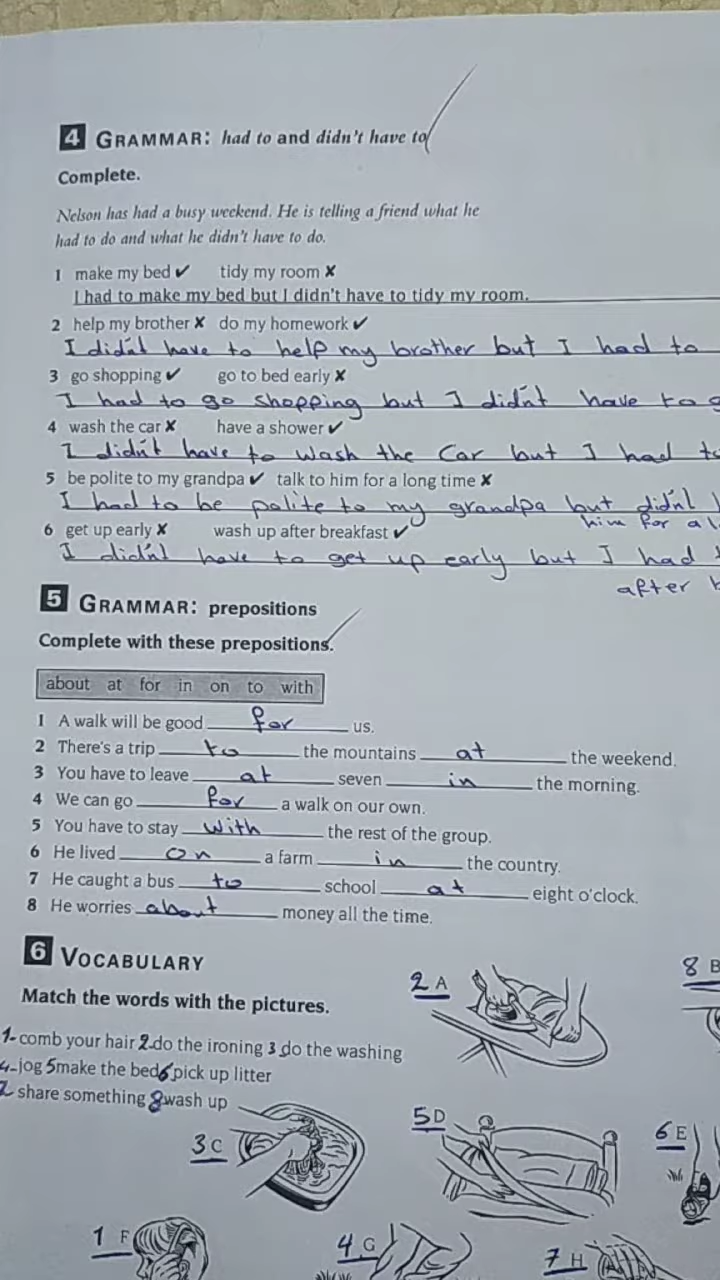 4 GRAMMAR: had to and didn't have to
Complete.
Nelson has had a busy weekend. He is telling a friend what he
had to do and what he didn't have to do.
1 make my bed ✔ tidy my room ✘
I had to make my bed but I didn't have to tidy my room.
2 help my brother ✘ do my homework ✔
I didn't have to help my brother but I had to
3 go shopping ✔ go to bed early ✘
I had to go shopping but I didn't have to
4 wash the car ✘ have a shower ✔
I didn't have to wash the car but I had
5 be polite to my grandpa ✔ talk to him for a long time ✘
I had to be polite to my grandpa but didn't
him for a
6 get up early ✘ wash up after breakfast ✔
I didn't have to get up early but I had
after
5 GRAMMAR: prepositions
Complete with these prepositions.
about at for in on to with
1 A walk will be good for us.
2 There's a trip to the mountains at the weekend.
3 You have to leave at seven in the morning.
4 We can go for a walk on our own.
5 You have to stay with the rest of the group.
6 He lived on a farm in the country.
7 He caught a bus to school at eight o'clock.
8 He worries about money all the time.
6 VOCABULARY
Match the words with the pictures.
1-comb your hair 2-do the ironing 3 do the washing
4-jog 5 make the bed 6 pick up litter
share something 8 wash up
2 A
8 B
3 C
5 D
6 E
1 F
4 G
7 H